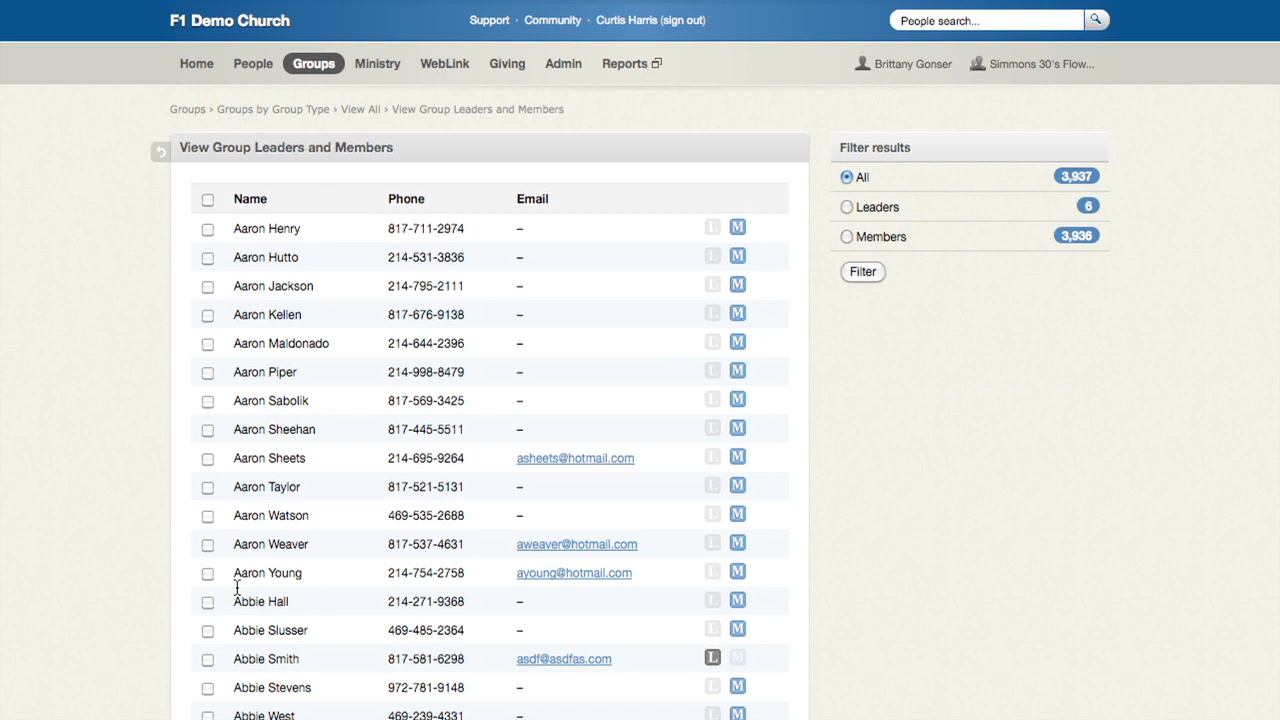 F1 Demo Church
Support · Community · Curtis Harris (sign out)
People search...
Home People Groups Ministry WebLink Giving Admin Reports
Brittany Gonser Simmons 30's Flow...
Groups › Groups by Group Type › View All › View Group Leaders and Members
View Group Leaders and Members
Name Phone Email
Aaron Henry 817-711-2974 – L M
Aaron Hutto 214-531-3836 – L M
Aaron Jackson 214-795-2111 – L M
Aaron Kellen 817-676-9138 – L M
Aaron Maldonado 214-644-2396 – L M
Aaron Piper 214-998-8479 – L M
Aaron Sabolik 817-569-3425 – L M
Aaron Sheehan 817-445-5511 – L M
Aaron Sheets 214-695-9264 asheets@hotmail.com L M
Aaron Taylor 817-521-5131 – L M
Aaron Watson 469-535-2688 – L M
Aaron Weaver 817-537-4631 aweaver@hotmail.com L M
Aaron Young 214-754-2758 ayoung@hotmail.com L M
Abbie Hall 214-271-9368 – L M
Abbie Slusser 469-485-2364 – L M
Abbie Smith 817-581-6298 asdf@asdfas.com L M
Abbie Stevens 972-781-9148 – L M
Abbie West 469-239-4331 – L M
Filter results
All 3,937
Leaders 6
Members 3,936
Filter